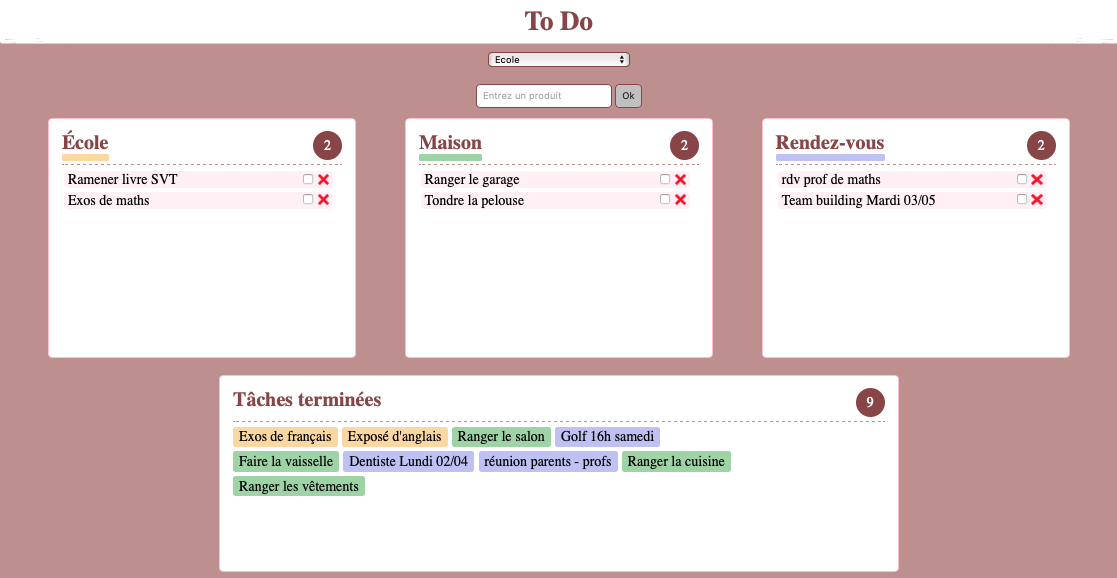 To Do
Ecole
Entrez un produit Ok
École 2
Ramener livre SVT
Exos de maths
Maison 2
Ranger le garage
Tondre la pelouse
Rendez-vous 2
rdv prof de maths
Team building Mardi 03/05
Tâches terminées 9
Exos de français Exposé d'anglais Ranger le salon Golf 16h samedi
Faire la vaisselle Dentiste Lundi 02/04 réunion parents - profs Ranger la cuisine
Ranger les vêtements